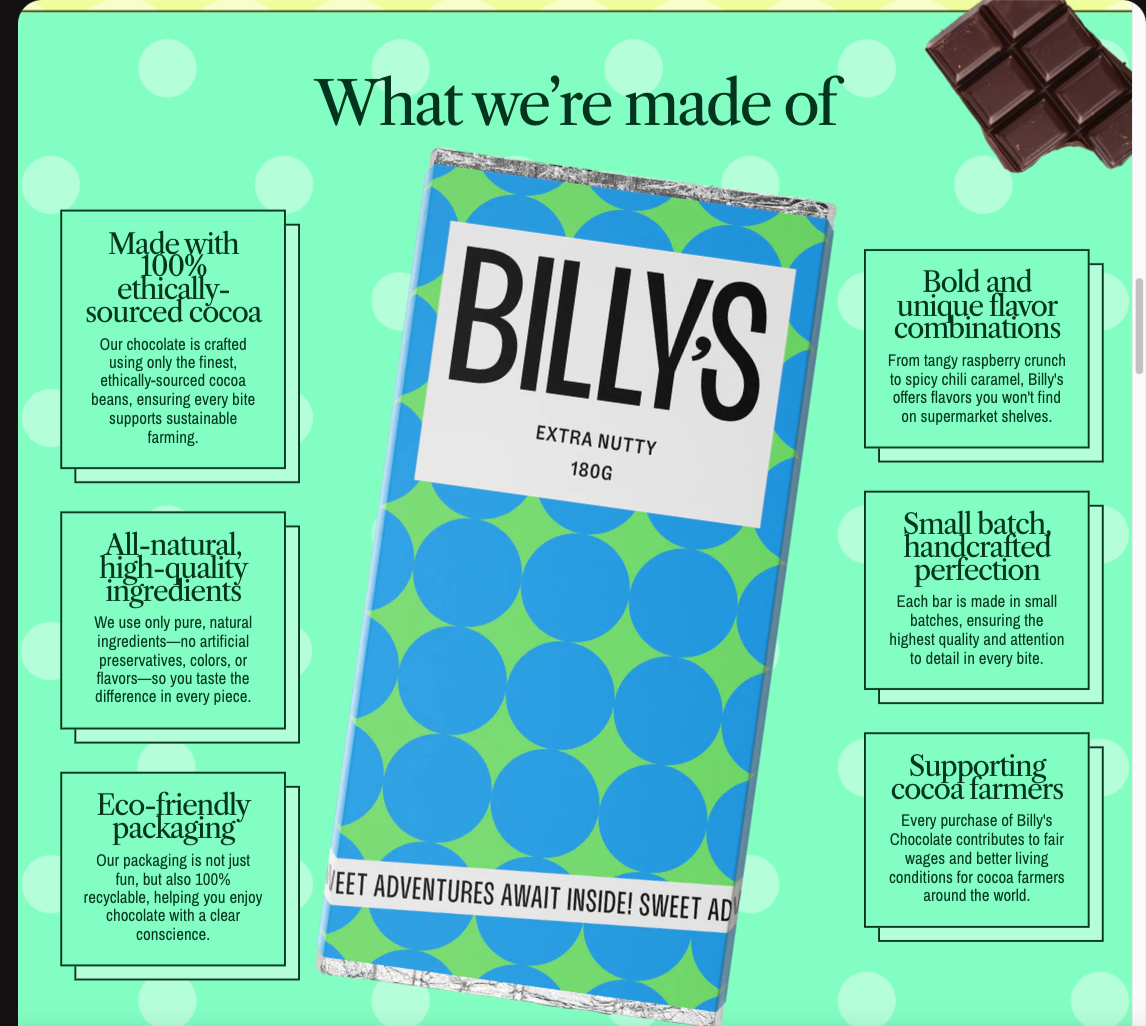 What we’re made of
Made with
100%
ethically-
sourced cocoa
Our chocolate is crafted
using only the finest,
ethically-sourced cocoa
beans, ensuring every bite
supports sustainable
farming.
All-natural,
high-quality
ingredients
We use only pure, natural
ingredients—no artificial
preservatives, colors, or
flavors—so you taste the
difference in every piece.
Eco-friendly
packaging
Our packaging is not just
fun, but also 100%
recyclable, helping you enjoy
chocolate with a clear
conscience.
BILLY’S
EXTRA NUTTY
180G
WEET ADVENTURES AWAIT INSIDE! SWEET ADV
Bold and
unique flavor
combinations
From tangy raspberry crunch
to spicy chili caramel, Billy's
offers flavors you won't find
on supermarket shelves.
Small batch,
handcrafted
perfection
Each bar is made in small
batches, ensuring the
highest quality and attention
to detail in every bite.
Supporting
cocoa farmers
Every purchase of Billy's
Chocolate contributes to fair
wages and better living
conditions for cocoa farmers
around the world.